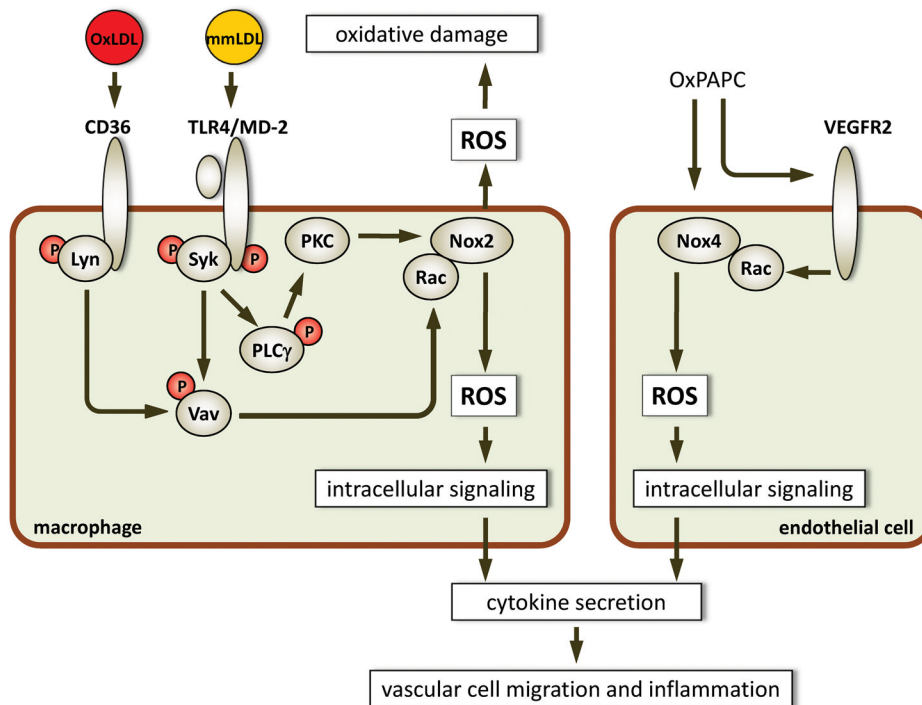 OxLDL
mmLDL
oxidative damage
OxPAPC
CD36
TLR4/MD-2
ROS
VEGFR2
P
Lyn
P
Syk
P
PKC
Nox2
Rac
Nox4
Rac
PLCγ
P
P
Vav
ROS
ROS
intracellular signaling
intracellular signaling
macrophage
endothelial cell
cytokine secretion
vascular cell migration and inflammation